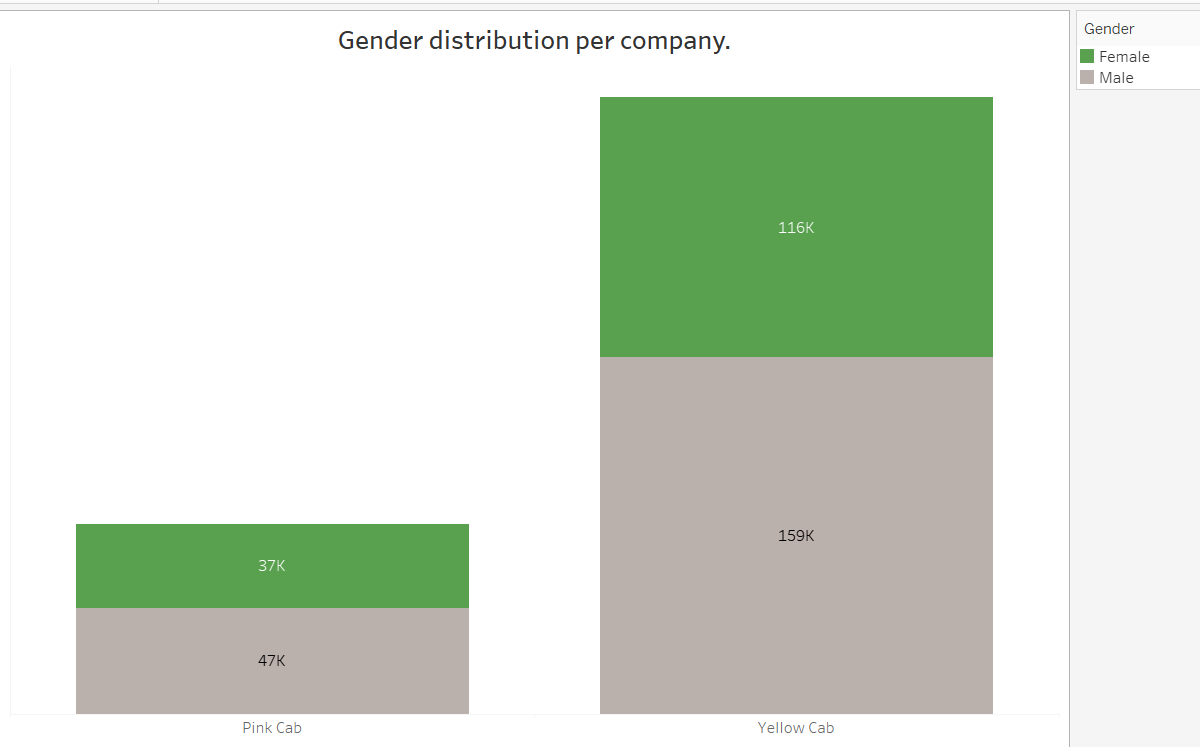 Gender distribution per company.
Gender
Female
Male
116K
159K
37K
47K
Pink Cab
Yellow Cab